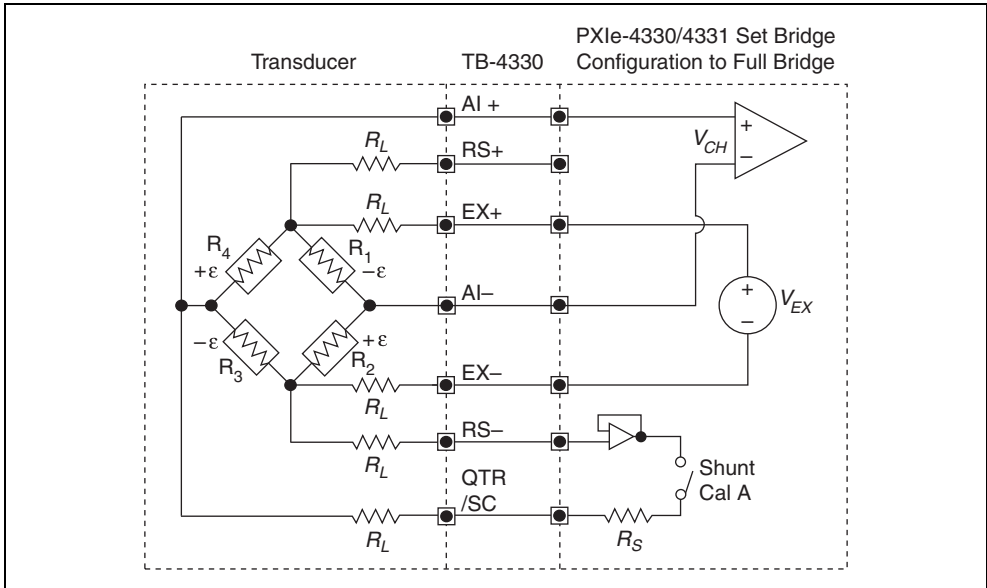 PXIe-4330/4331 Set Bridge
Transducer TB-4330 Configuration to Full Bridge
AI +
+
R_L V_CH
RS+ −
R_L EX+
R_4 R_1
+ε −ε
AI− + V_EX
−
−ε +ε
R_3 R_2
EX−
R_L
RS−
R_L Shunt
QTR Cal A
/SC
R_L R_S